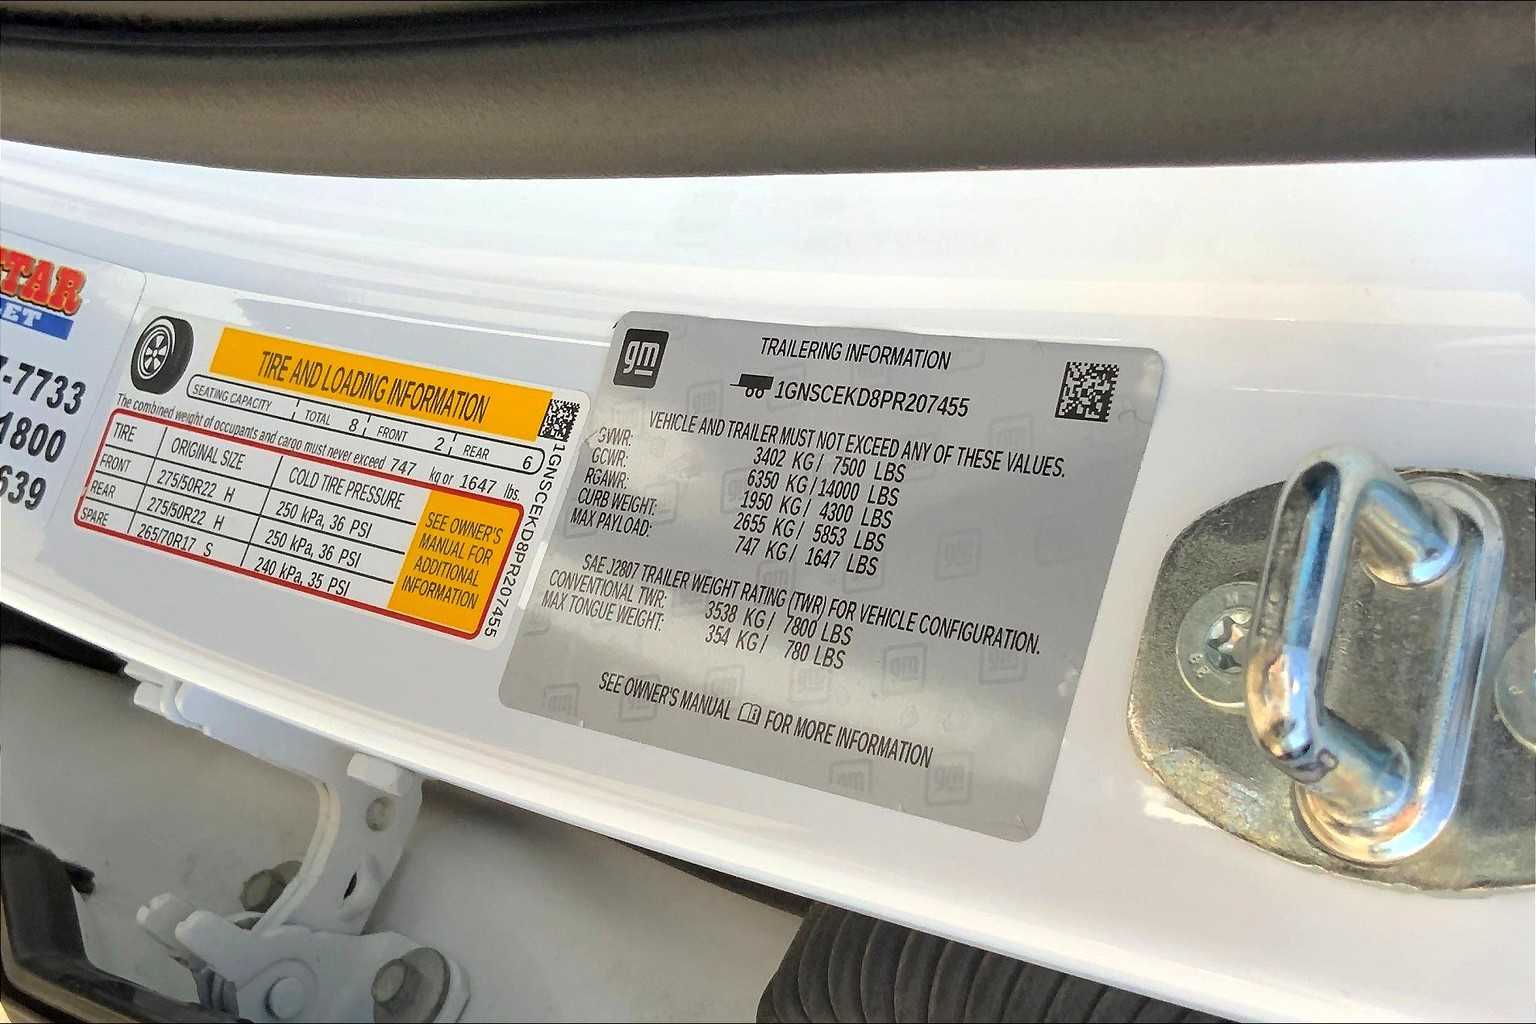 TAR
ET
-7733
1800
639
TIRE AND LOADING INFORMATION
SEATING CAPACITY TOTAL 8 FRONT 2 REAR 6
The combined weight of occupants and cargo must never exceed 747 kg or 1647 lbs.
TIRE ORIGINAL SIZE COLD TIRE PRESSURE
FRONT 275/50R22 H 250 kPa, 36 PSI
REAR 275/50R22 H 250 kPa, 36 PSI
SPARE 265/70R17 S 240 kPa, 35 PSI
SEE OWNER'S
MANUAL FOR
ADDITIONAL
INFORMATION
1GNSCEKD8PR207455
gm
TRAILERING INFORMATION
1GNSCEKD8PR207455
VEHICLE AND TRAILER MUST NOT EXCEED ANY OF THESE VALUES.
GVWR: 3402 KG/ 7500 LBS
GCWR: 6350 KG/14000 LBS
RGAWR: 1950 KG/ 4300 LBS
CURB WEIGHT: 2655 KG/ 5853 LBS
MAX PAYLOAD: 747 KG/ 1647 LBS
SAE J2807 TRAILER WEIGHT RATING (TWR) FOR VEHICLE CONFIGURATION.
CONVENTIONAL TWR: 3538 KG/ 7800 LBS
MAX TONGUE WEIGHT: 354 KG/ 780 LBS
SEE OWNER'S MANUAL FOR MORE INFORMATION